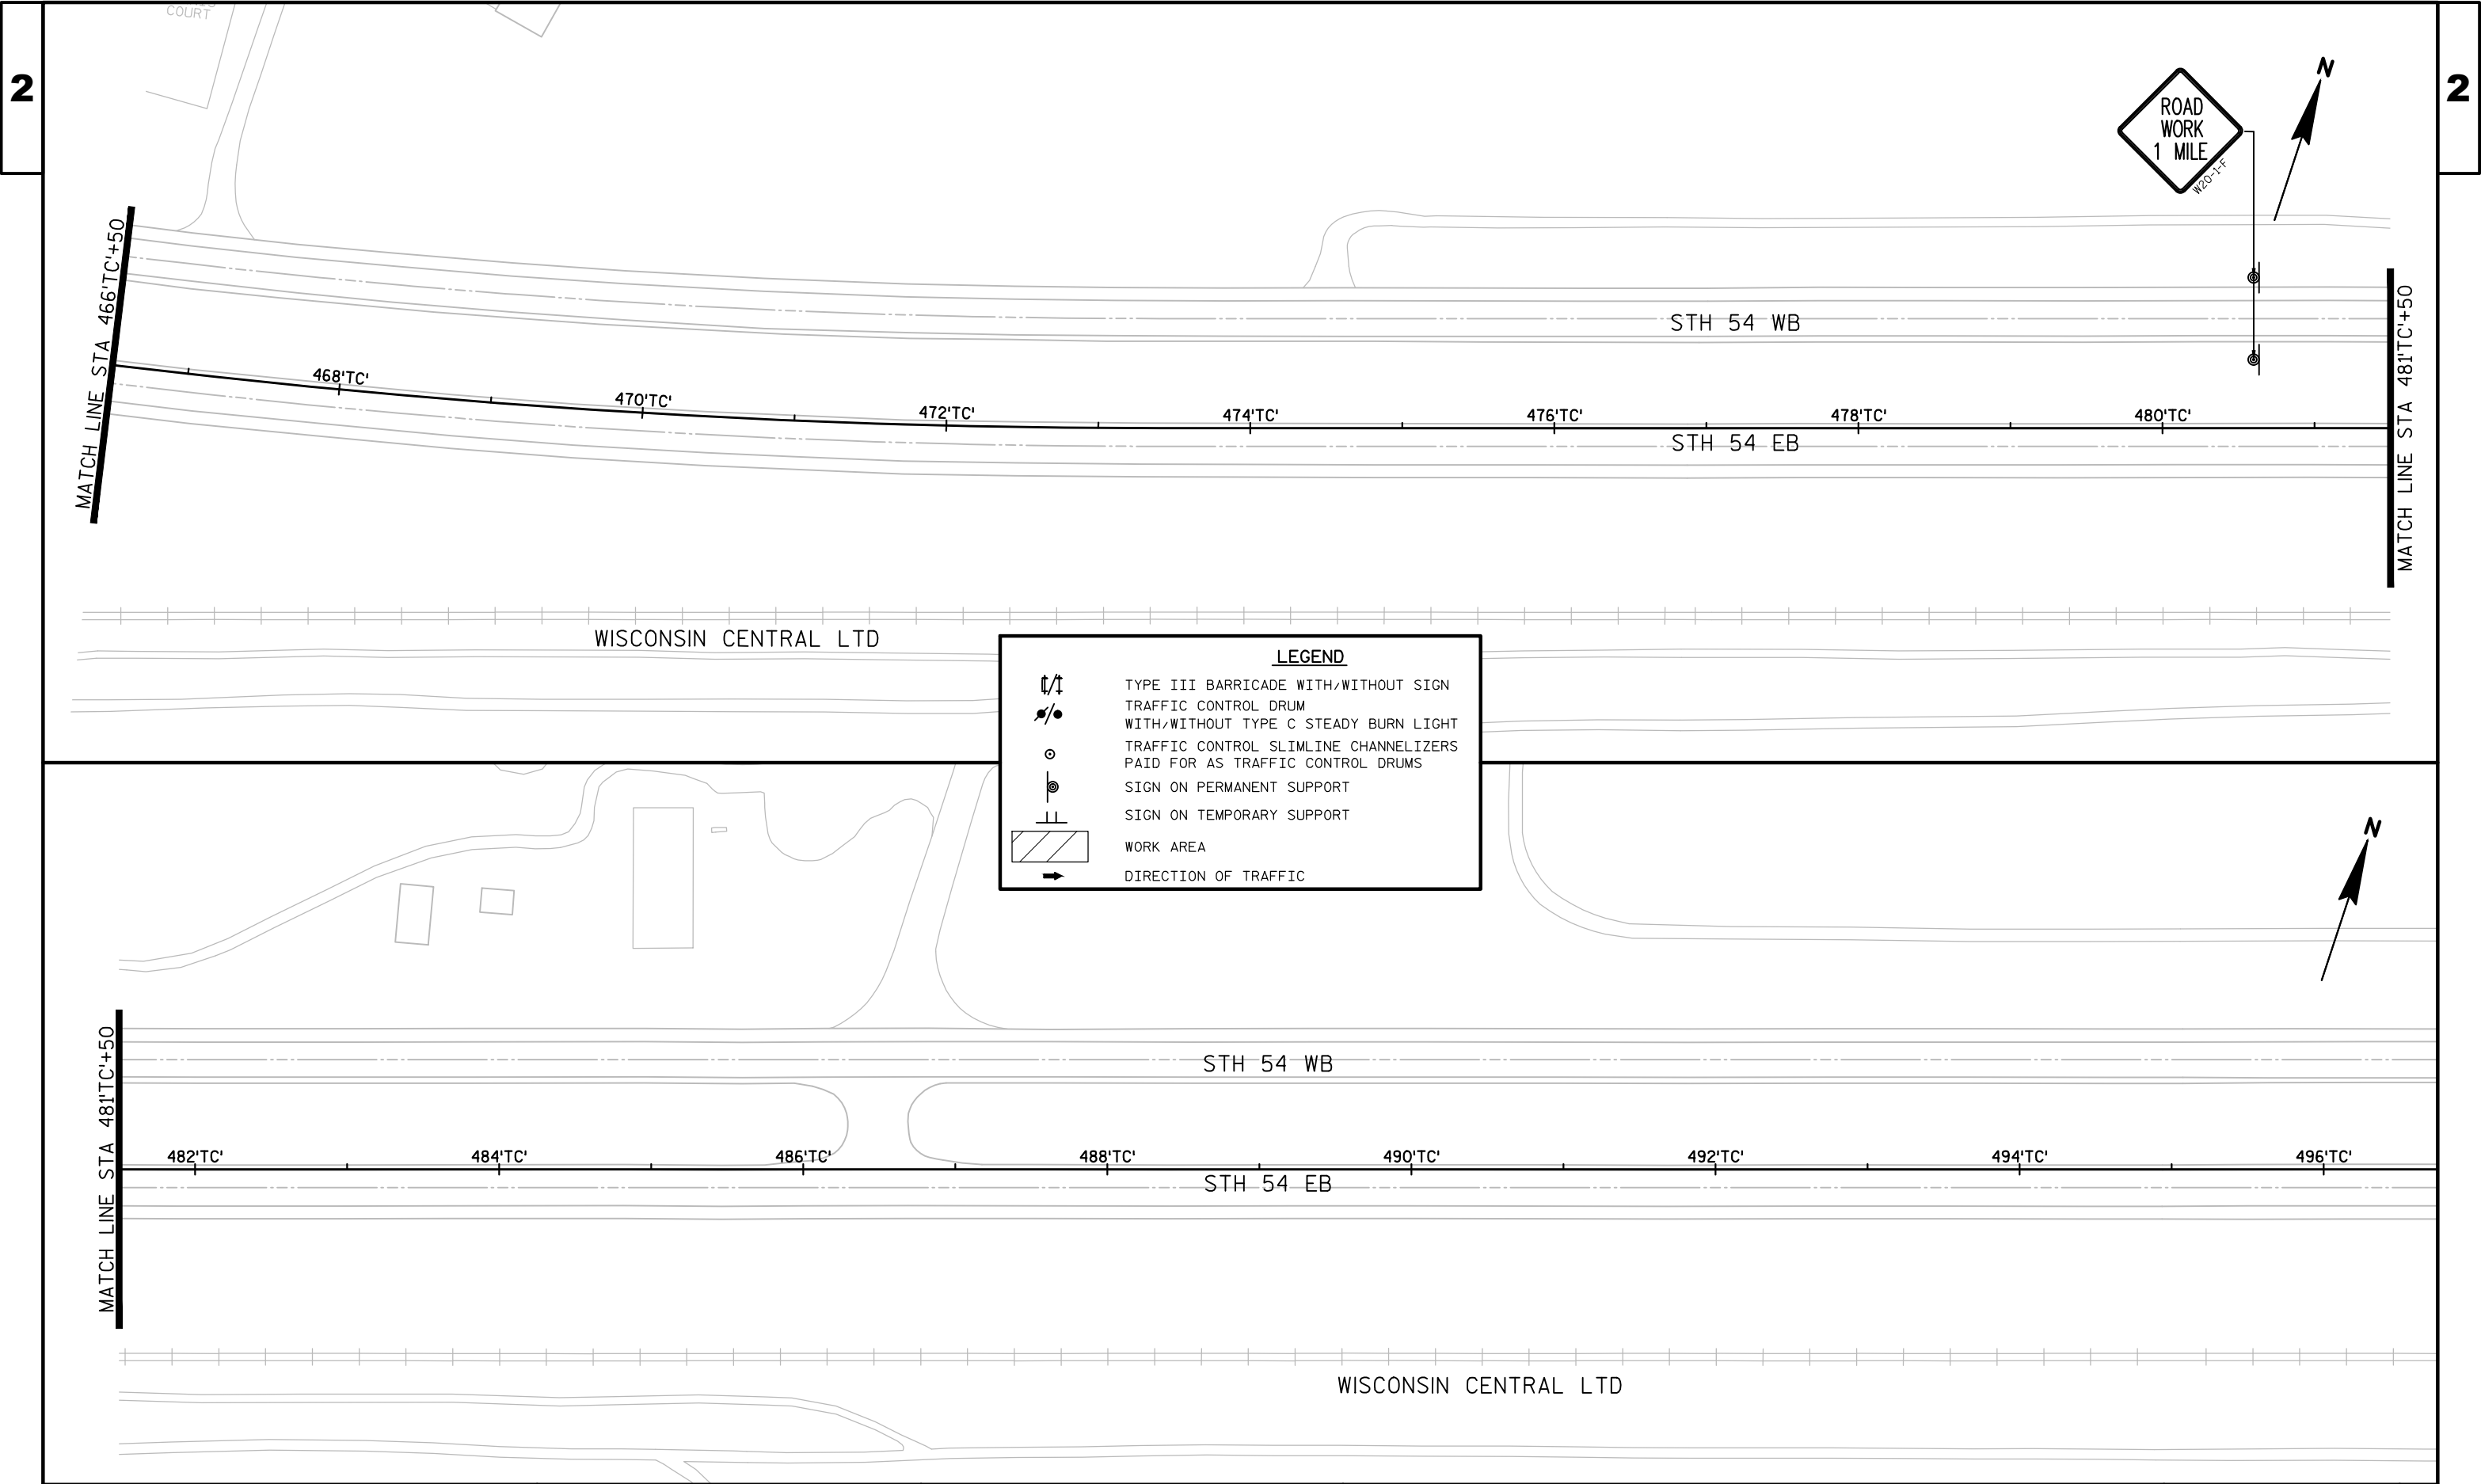 COURT
2
2
N
ROAD
WORK
1 MILE
W20-1-F
MATCH LINE STA 466'TC'+50
STH 54 WB
468'TC'
470'TC'
472'TC'
474'TC'
476'TC'
478'TC'
480'TC'
STH 54 EB
MATCH LINE STA 481'TC'+50
WISCONSIN CENTRAL LTD
LEGEND
TYPE III BARRICADE WITH/WITHOUT SIGN
TRAFFIC CONTROL DRUM
WITH/WITHOUT TYPE C STEADY BURN LIGHT
TRAFFIC CONTROL SLIMLINE CHANNELIZERS
PAID FOR AS TRAFFIC CONTROL DRUMS
SIGN ON PERMANENT SUPPORT
SIGN ON TEMPORARY SUPPORT
WORK AREA
DIRECTION OF TRAFFIC
N
MATCH LINE STA 481'TC'+50
STH 54 WB
482'TC'
484'TC'
486'TC'
488'TC'
490'TC'
492'TC'
494'TC'
496'TC'
STH 54 EB
WISCONSIN CENTRAL LTD